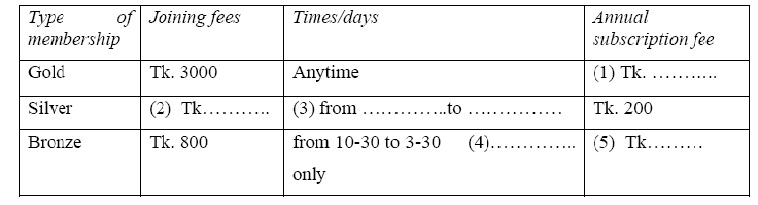 Type of Joining fees Times/days Annual
membership subscription fee
Gold Tk. 3000 Anytime (1) Tk. ………..
Silver (2) Tk……….. (3) from …………..to …………… Tk. 200
Bronze Tk. 800 from 10-30 to 3-30 (4)………….. (5) Tk………
only